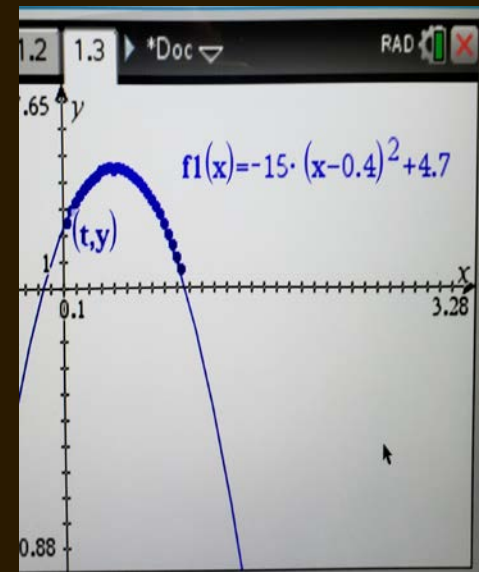 1.2 1.3 *Doc RAD
.65 y
f1(x)=-15·(x-0.4)²+4.7
(t,y)
1
x
0.1 3.28
0.88